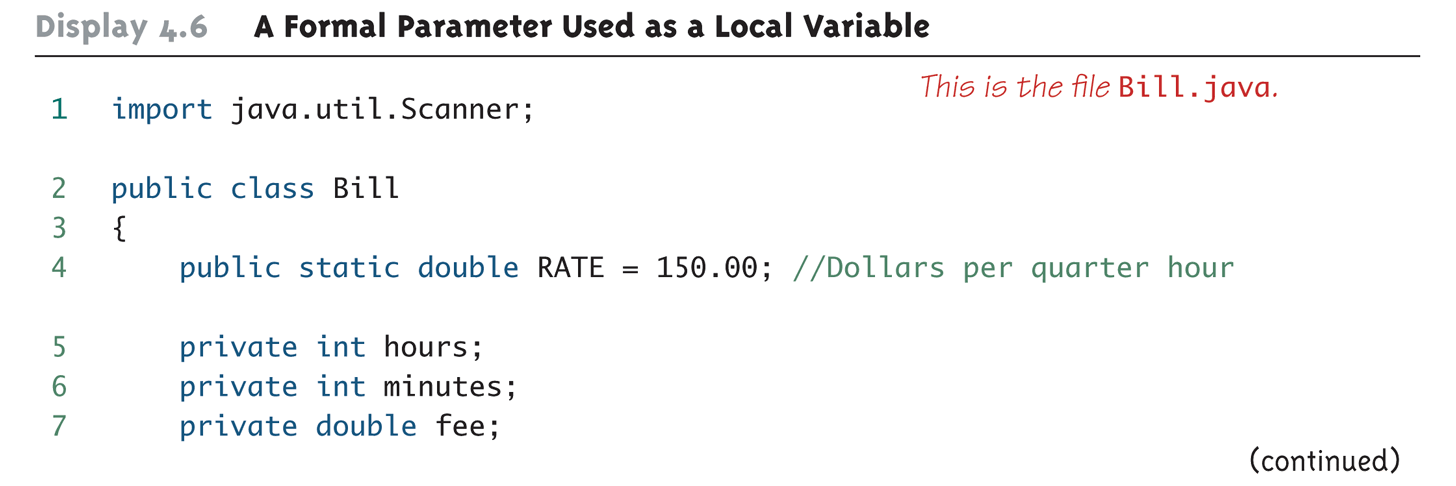 Display 4.6 A Formal Parameter Used as a Local Variable
This is the file Bill.java.
1 import java.util.Scanner;
2 public class Bill
3 {
4 public static double RATE = 150.00; //Dollars per quarter hour
5 private int hours;
6 private int minutes;
7 private double fee;
(continued)